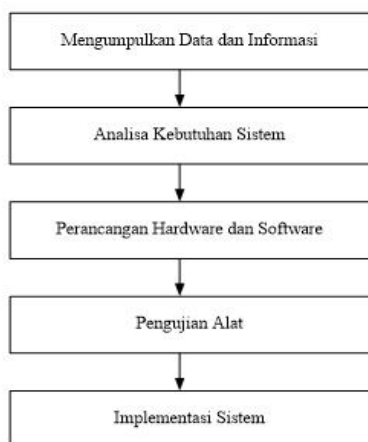 Mengumpulkan Data dan Informasi
Analisa Kebutuhan Sistem
Perancangan Hardware dan Software
Pengujian Alat
Implementasi Sistem